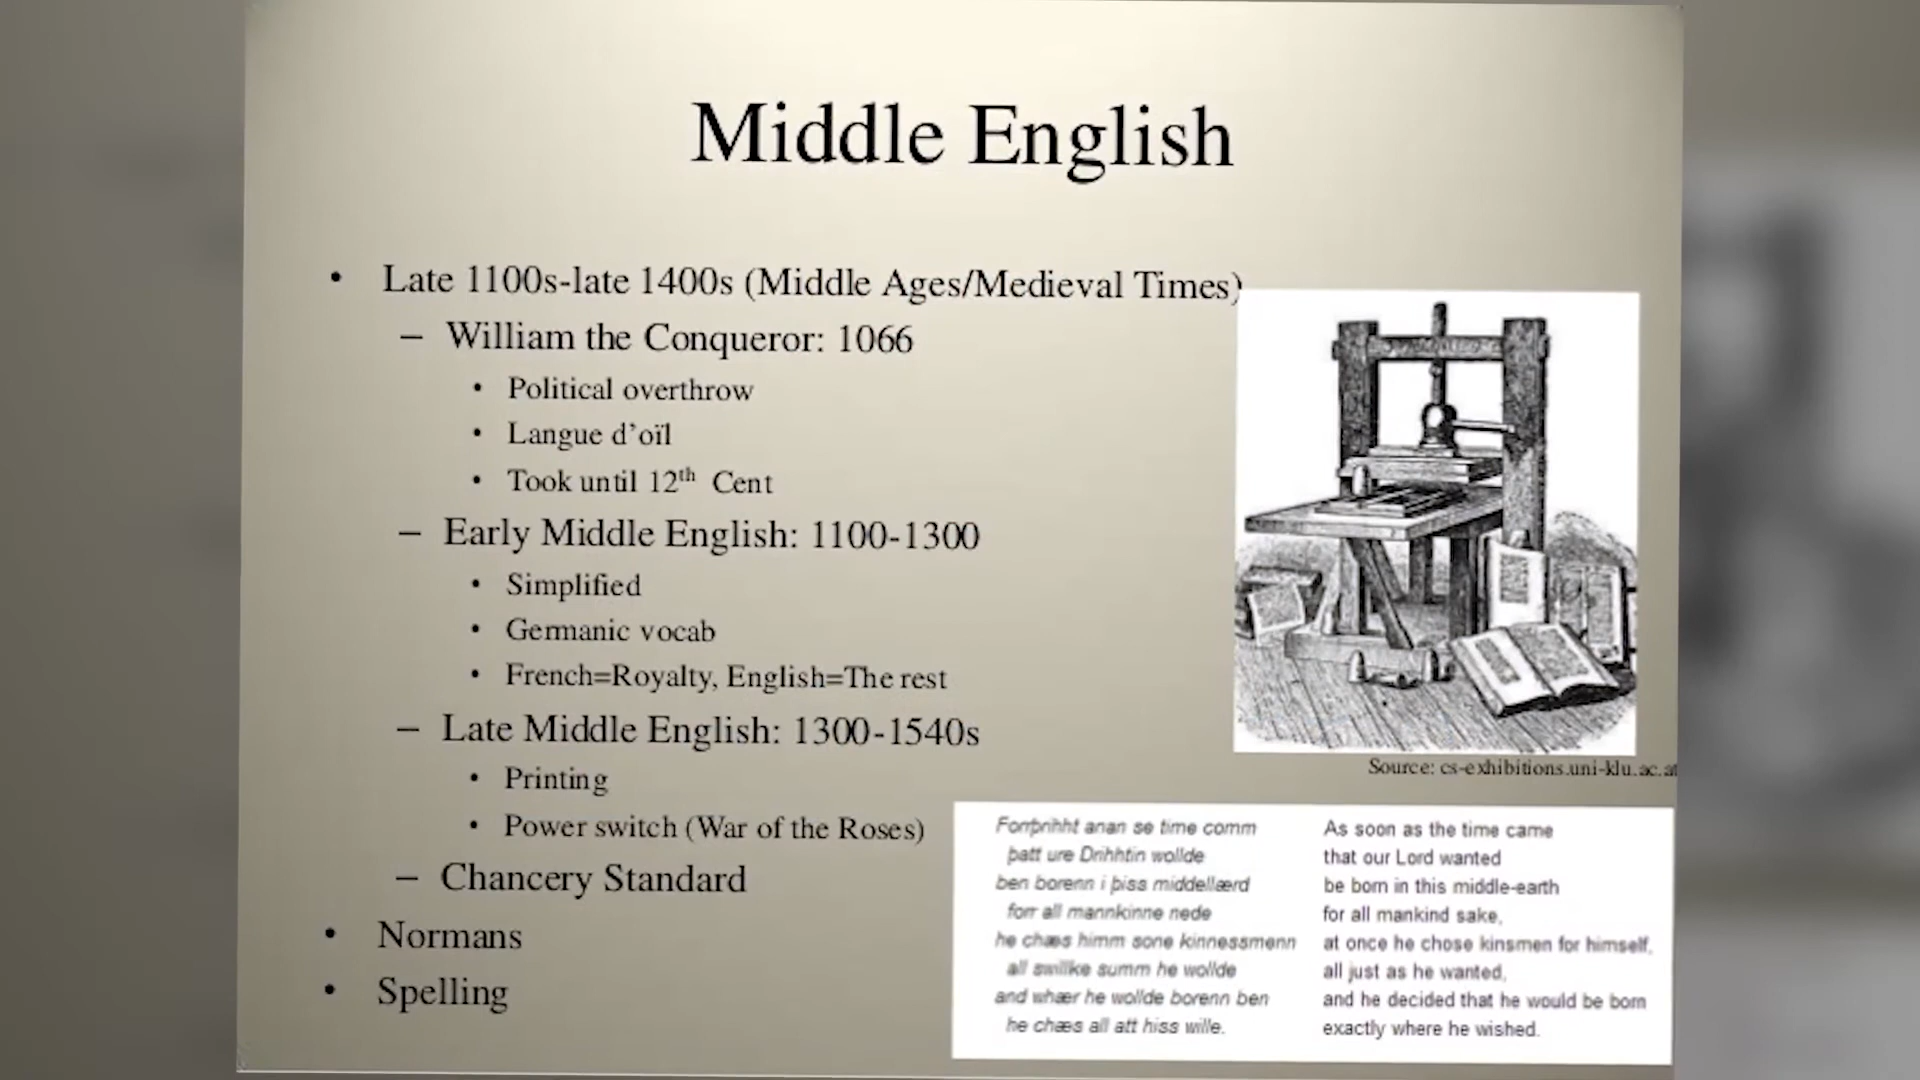 Middle English
• Late 1100s-late 1400s (Middle Ages/Medieval Times)
– William the Conqueror: 1066
• Political overthrow
• Langue d’oïl
• Took until 12th Cent
– Early Middle English: 1100-1300
• Simplified
• Germanic vocab
• French=Royalty, English=The rest
– Late Middle English: 1300-1540s
• Printing
• Power switch (War of the Roses)
– Chancery Standard
• Normans
• Spelling
Source: cs-exhibitions.uni-klu.ac.at
Forrþrihht anan se time comm
þatt ure Drihhtin wollde
ben borenn i þiss middellærd
forr all mannkinne nede
he chæs himm sone kinnessmenn
all swillke summ he wollde
and whær he wollde borenn ben
he chæs all att hiss wille.
As soon as the time came
that our Lord wanted
be born in this middle-earth
for all mankind sake,
at once he chose kinsmen for himself,
all just as he wanted,
and he decided that he would be born
exactly where he wished.